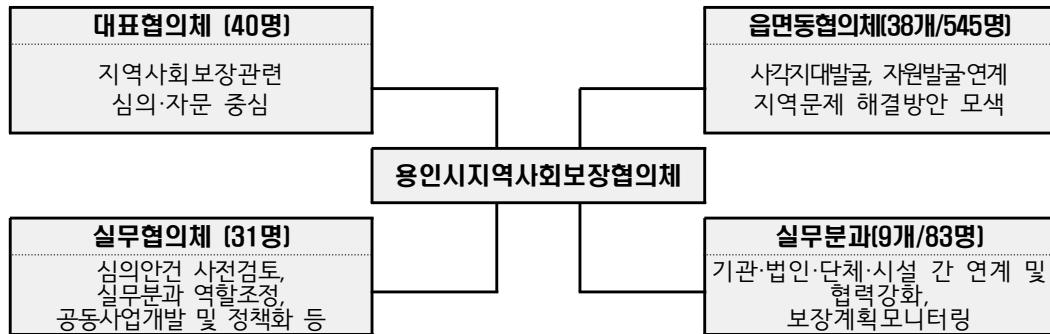 대표협의체 (40명)
지역사회보장관련
심의·자문 중심
읍면동협의체(38개/545명)
사각지대발굴, 자원발굴·연계
지역문제 해결방안 모색
용인시지역사회보장협의체
실무협의체 (31명)
심의안건 사전검토,
실무분과 역할조정,
공동사업개발 및 정책화 등
실무분과(9개/83명)
기관·법인·단체·시설 간 연계 및
협력강화,
보장계획모니터링